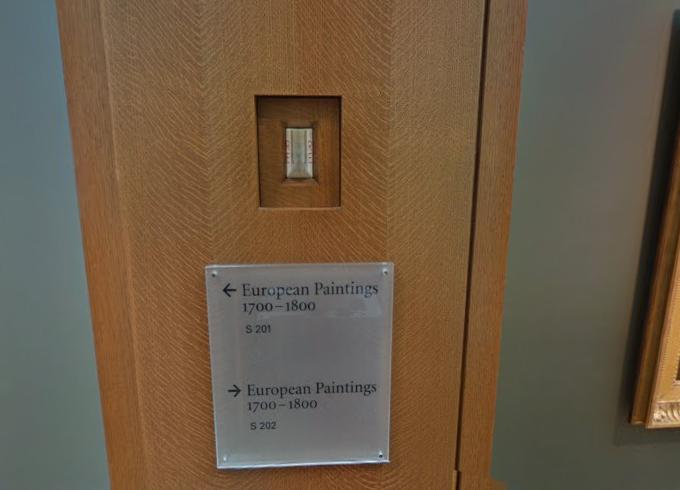 ← European Paintings
1700–1800
S 201
→ European Paintings
1700–1800
S 202